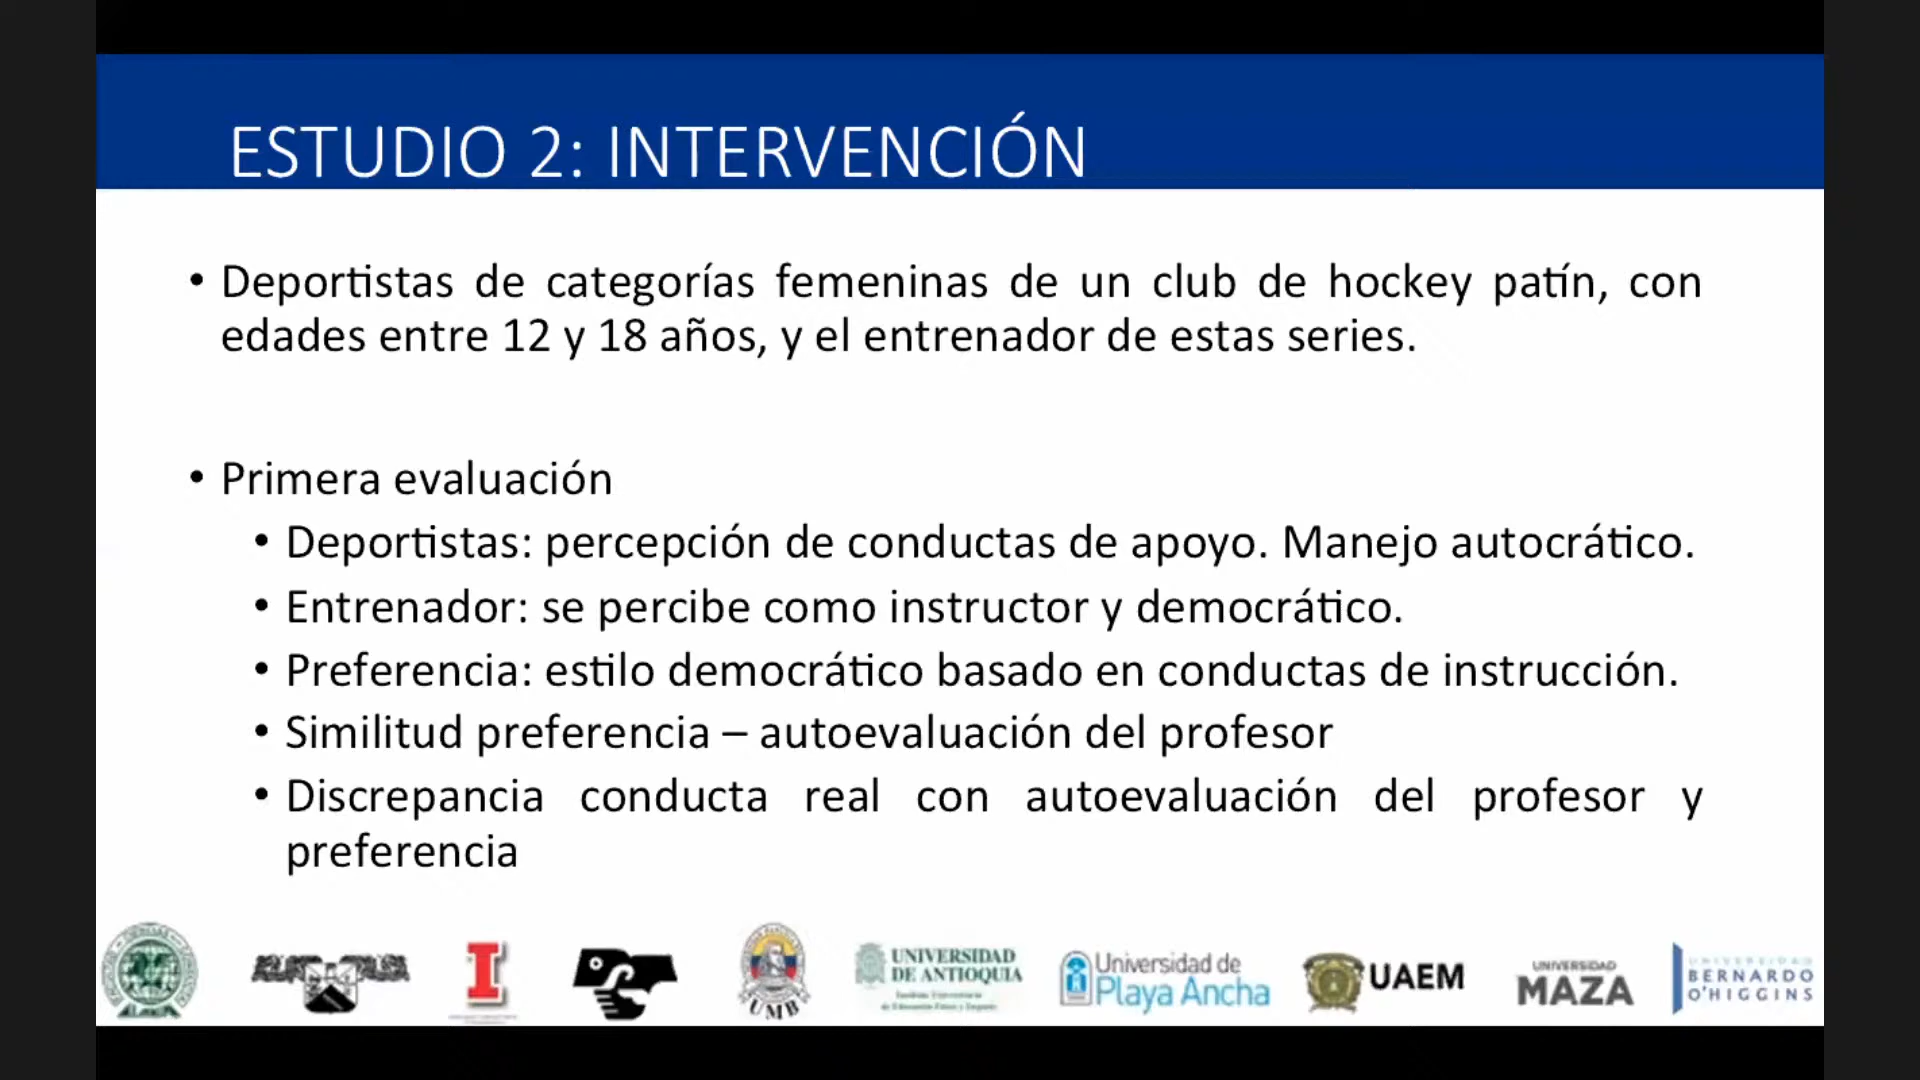 ESTUDIO 2: INTERVENCIÓN
• Deportistas de categorías femeninas de un club de hockey patín, con
edades entre 12 y 18 años, y el entrenador de estas series.
• Primera evaluación
• Deportistas: percepción de conductas de apoyo. Manejo autocrático.
• Entrenador: se percibe como instructor y democrático.
• Preferencia: estilo democrático basado en conductas de instrucción.
• Similitud preferencia – autoevaluación del profesor
• Discrepancia conducta real con autoevaluación del profesor y
preferencia
UMB
UNIVERSIDAD
DE ANTIOQUIA
Universidad de
Playa Ancha
UAEM
UNIVERSIDAD
MAZA
UNIVERSIDAD
BERNARDO
O'HIGGINS